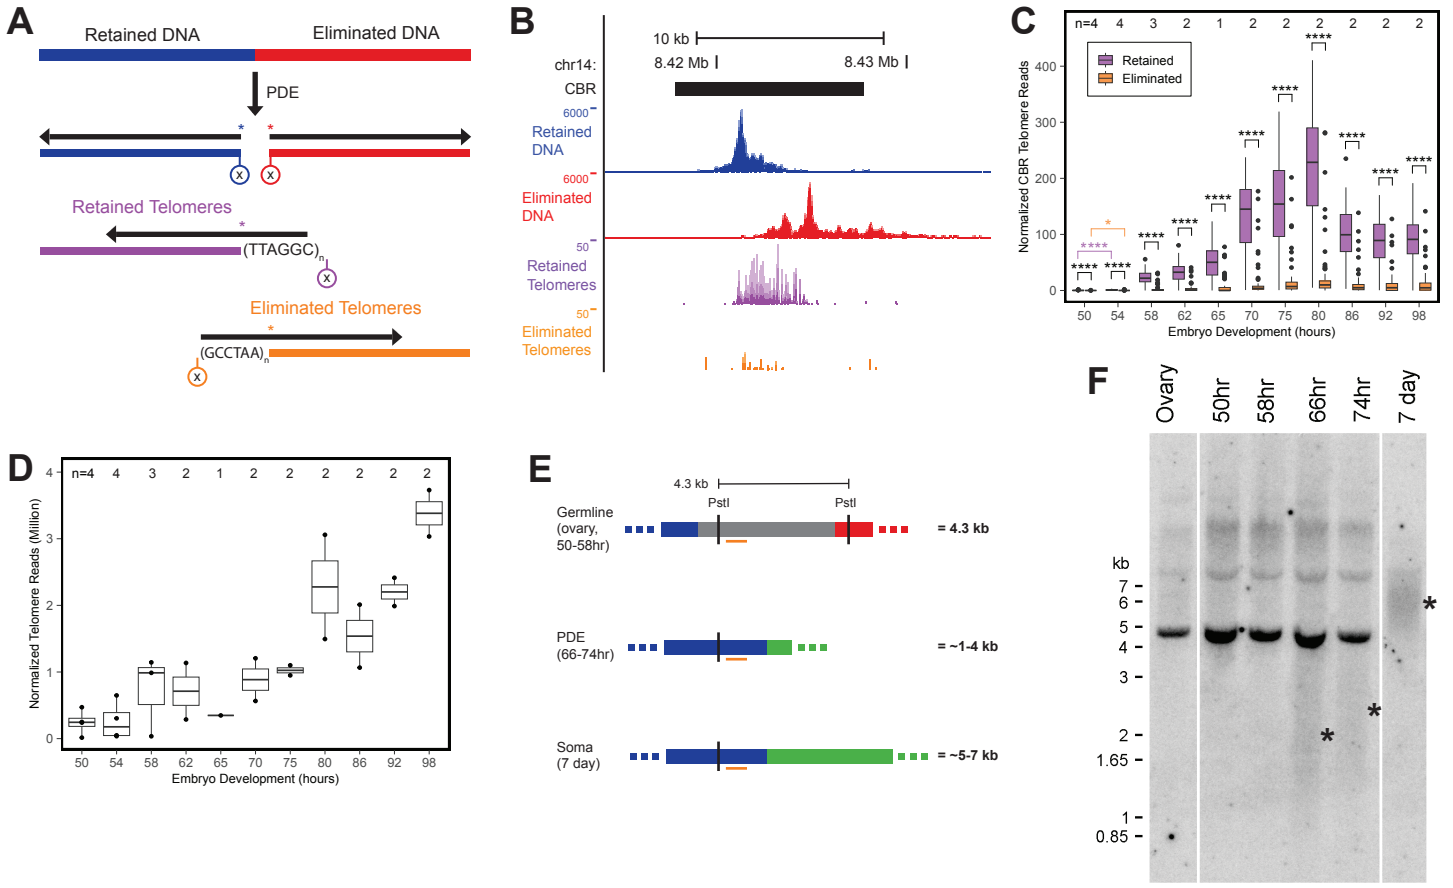 A
Retained DNA
Eliminated DNA
PDE
*
*
x
x
Retained Telomeres
*
(TTAGGC)n
x
Eliminated Telomeres
*
(GCCTAA)n
x
B
10 kb
chr14:
8.42 Mb
8.43 Mb
CBR
6000
Retained
DNA
6000
Eliminated
DNA
50
Retained
Telomeres
50
Eliminated
Telomeres
C
n=4 4 3 2 1 2 2 2 2 2 2
Retained
Eliminated
Normalized CBR Telomere Reads
400
300
200
100
0
****
****
****
****
****
****
****
****
****
****
****
****
*
50 54 58 62 65 70 75 80 86 92 98
Embryo Development (hours)
D
n=4 4 3 2 1 2 2 2 2 2 2
Normalized Telomere Reads (Million)
4
3
2
1
0
50 54 58 62 65 70 75 80 86 92 98
Embryo Development (hours)
E
4.3 kb
PstI
PstI
Germline
(ovary,
50-58hr)
= 4.3 kb
PDE
(66-74hr)
= ~1-4 kb
Soma
(7 day)
= ~5-7 kb
F
Ovary
50hr
58hr
66hr
74hr
7 day
kb
7
6
5
4
3
2
1.65
1
0.85
*
*
*